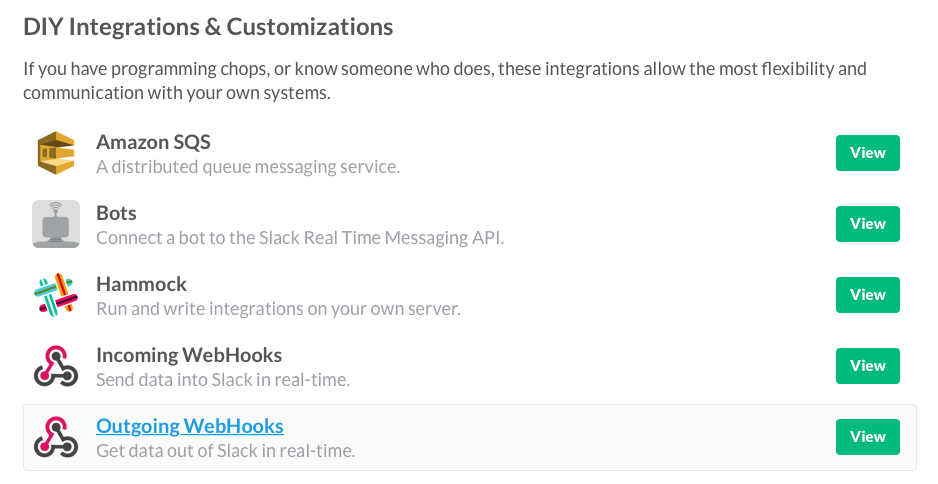 DIY Integrations & Customizations
If you have programming chops, or know someone who does, these integrations allow the most flexibility and
communication with your own systems.
Amazon SQS
A distributed queue messaging service.
View
Bots
Connect a bot to the Slack Real Time Messaging API.
View
Hammock
Run and write integrations on your own server.
View
Incoming WebHooks
Send data into Slack in real-time.
View
Outgoing WebHooks
Get data out of Slack in real-time.
View